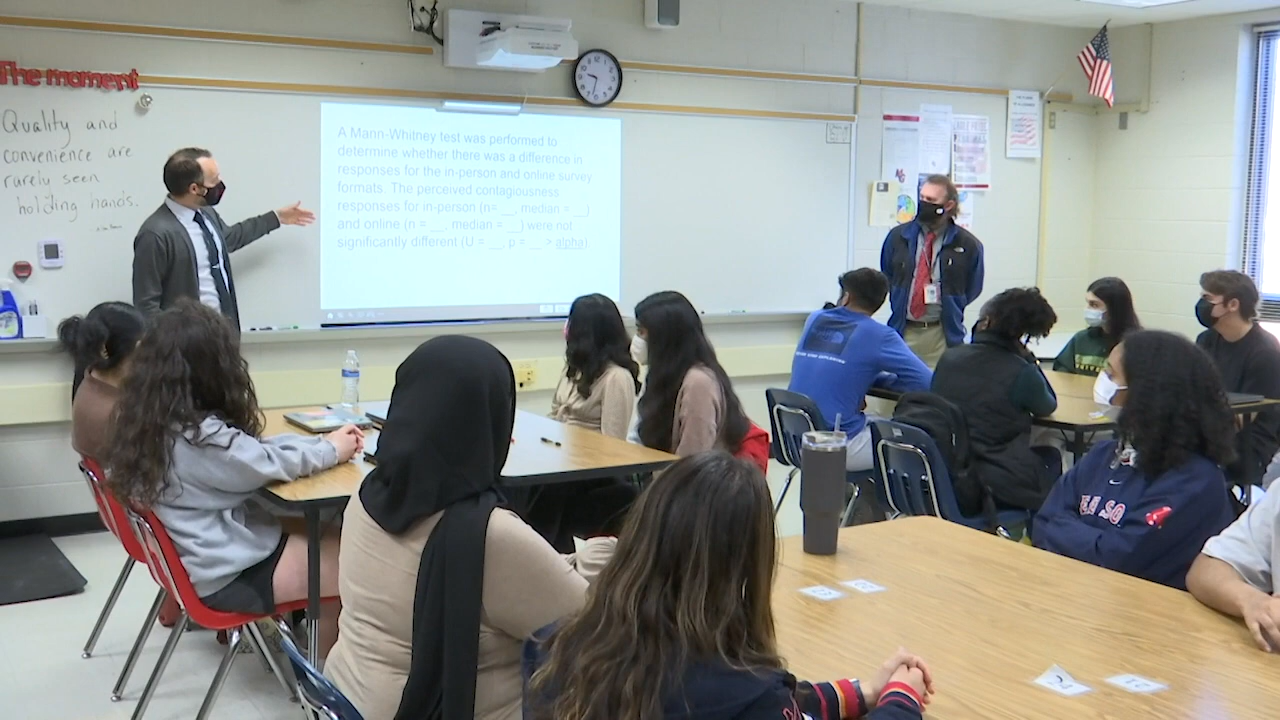 The moment
Quality and
convenience are
rarely seen
holding hands.
A Mann-Whitney test was performed to
determine whether there was a difference in
responses for the in-person and online survey
formats. The perceived contagiousness
responses for in-person (n= __, median = __)
and online (n = __, median = __) were not
significantly different (U = __, p = __ > alpha)